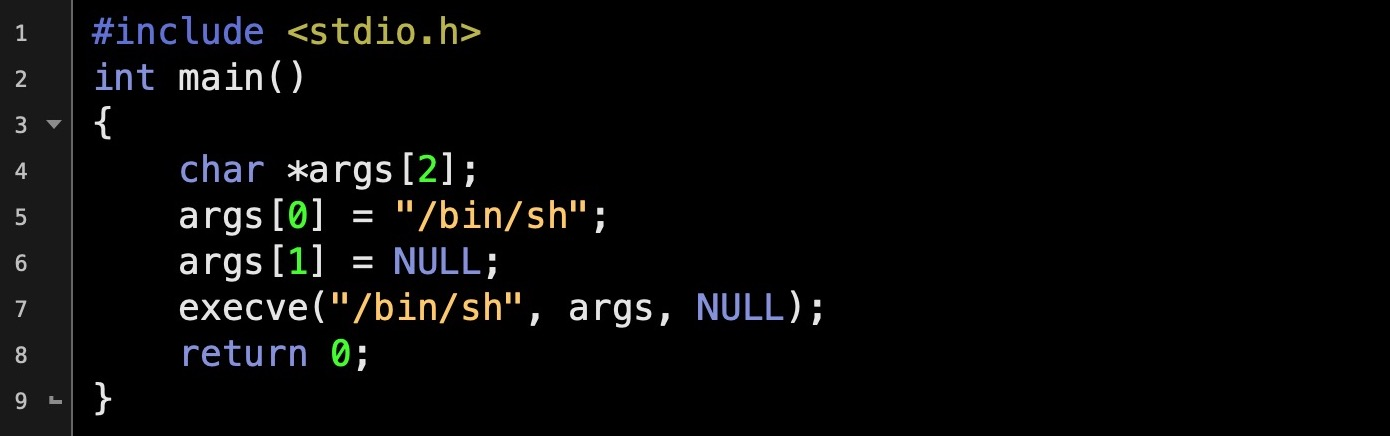 1 #include <stdio.h>
2 int main()
3 {
4     char *args[2];
5     args[0] = "/bin/sh";
6     args[1] = NULL;
7     execve("/bin/sh", args, NULL);
8     return 0;
9 }